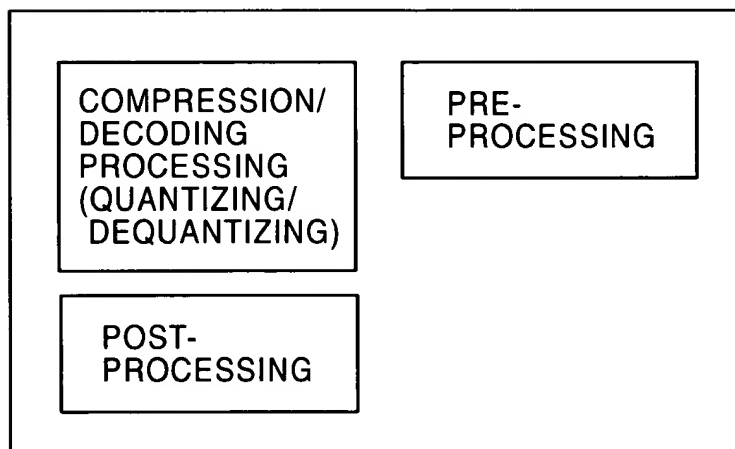 COMPRESSION/
DECODING
PROCESSING
(QUANTIZING/
DEQUANTIZING)
PRE-
PROCESSING
POST-
PROCESSING